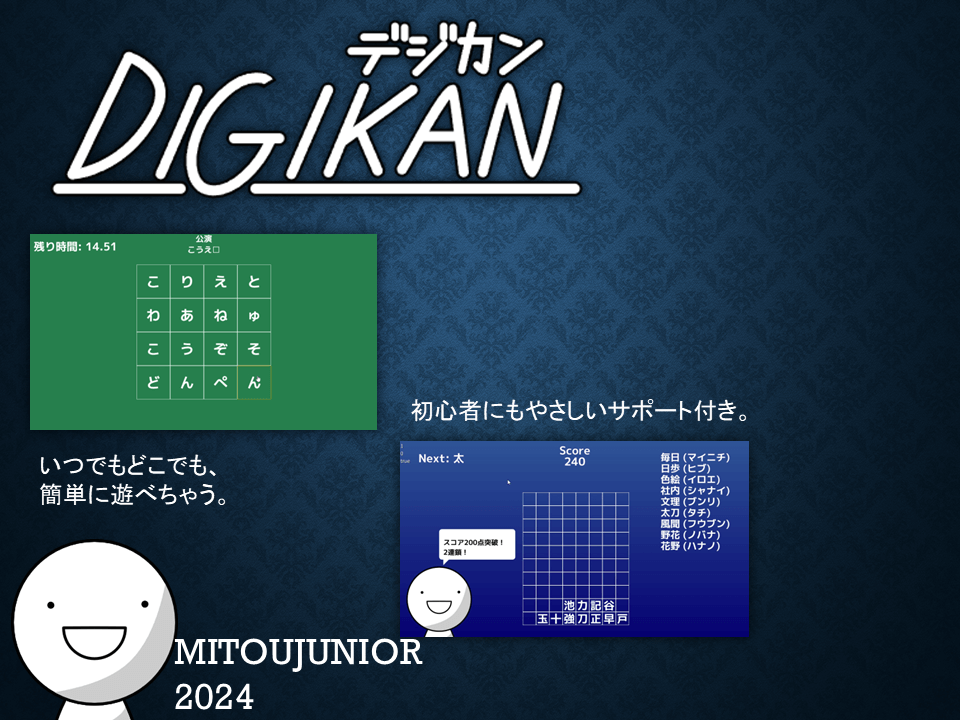 デジカン
DIGIKAN
残り時間: 14.51
公演
こうえ□
こ り え と
わ あ ね ゅ
こ う ぞ そ
ど ん ぺ ん
いつでもどこでも、
簡単に遊べちゃう。
初心者にもやさしいサポート付き。
true
Next: 太
Score
240
毎日 (マイニチ)
日歩 (ヒブ)
色絵 (イロエ)
社内 (シャナイ)
文理 (ブンリ)
太刀 (タチ)
風聞 (フウブン)
野花 (ノバナ)
花野 (ハナノ)
スコア200点突破！
2連鎖！
池 力 記 谷
玉 十 強 刀 正 早 戸
MITOUJUNIOR
2024